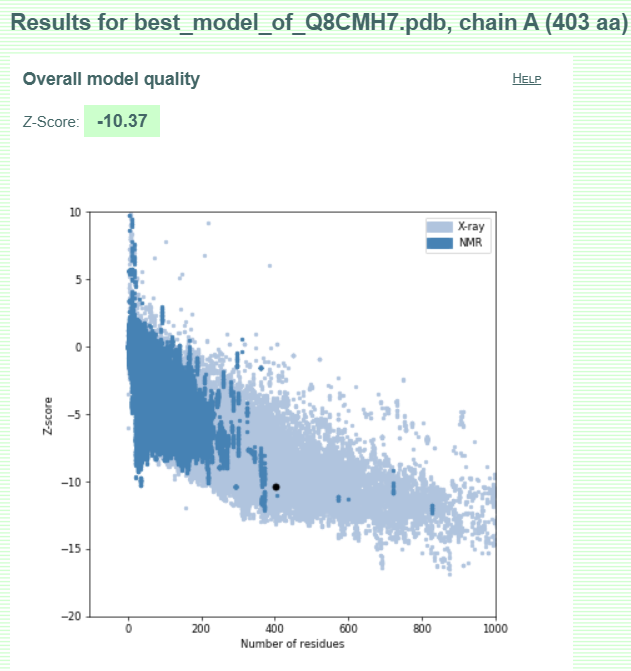 Results for best_model_of_Q8CMH7.pdb, chain A (403 aa)
Overall model quality
HELP
Z-Score: -10.37
10
5
0
−5
−10
−15
−20
Z-score
X-ray
NMR
0 200 400 600 800 1000
Number of residues